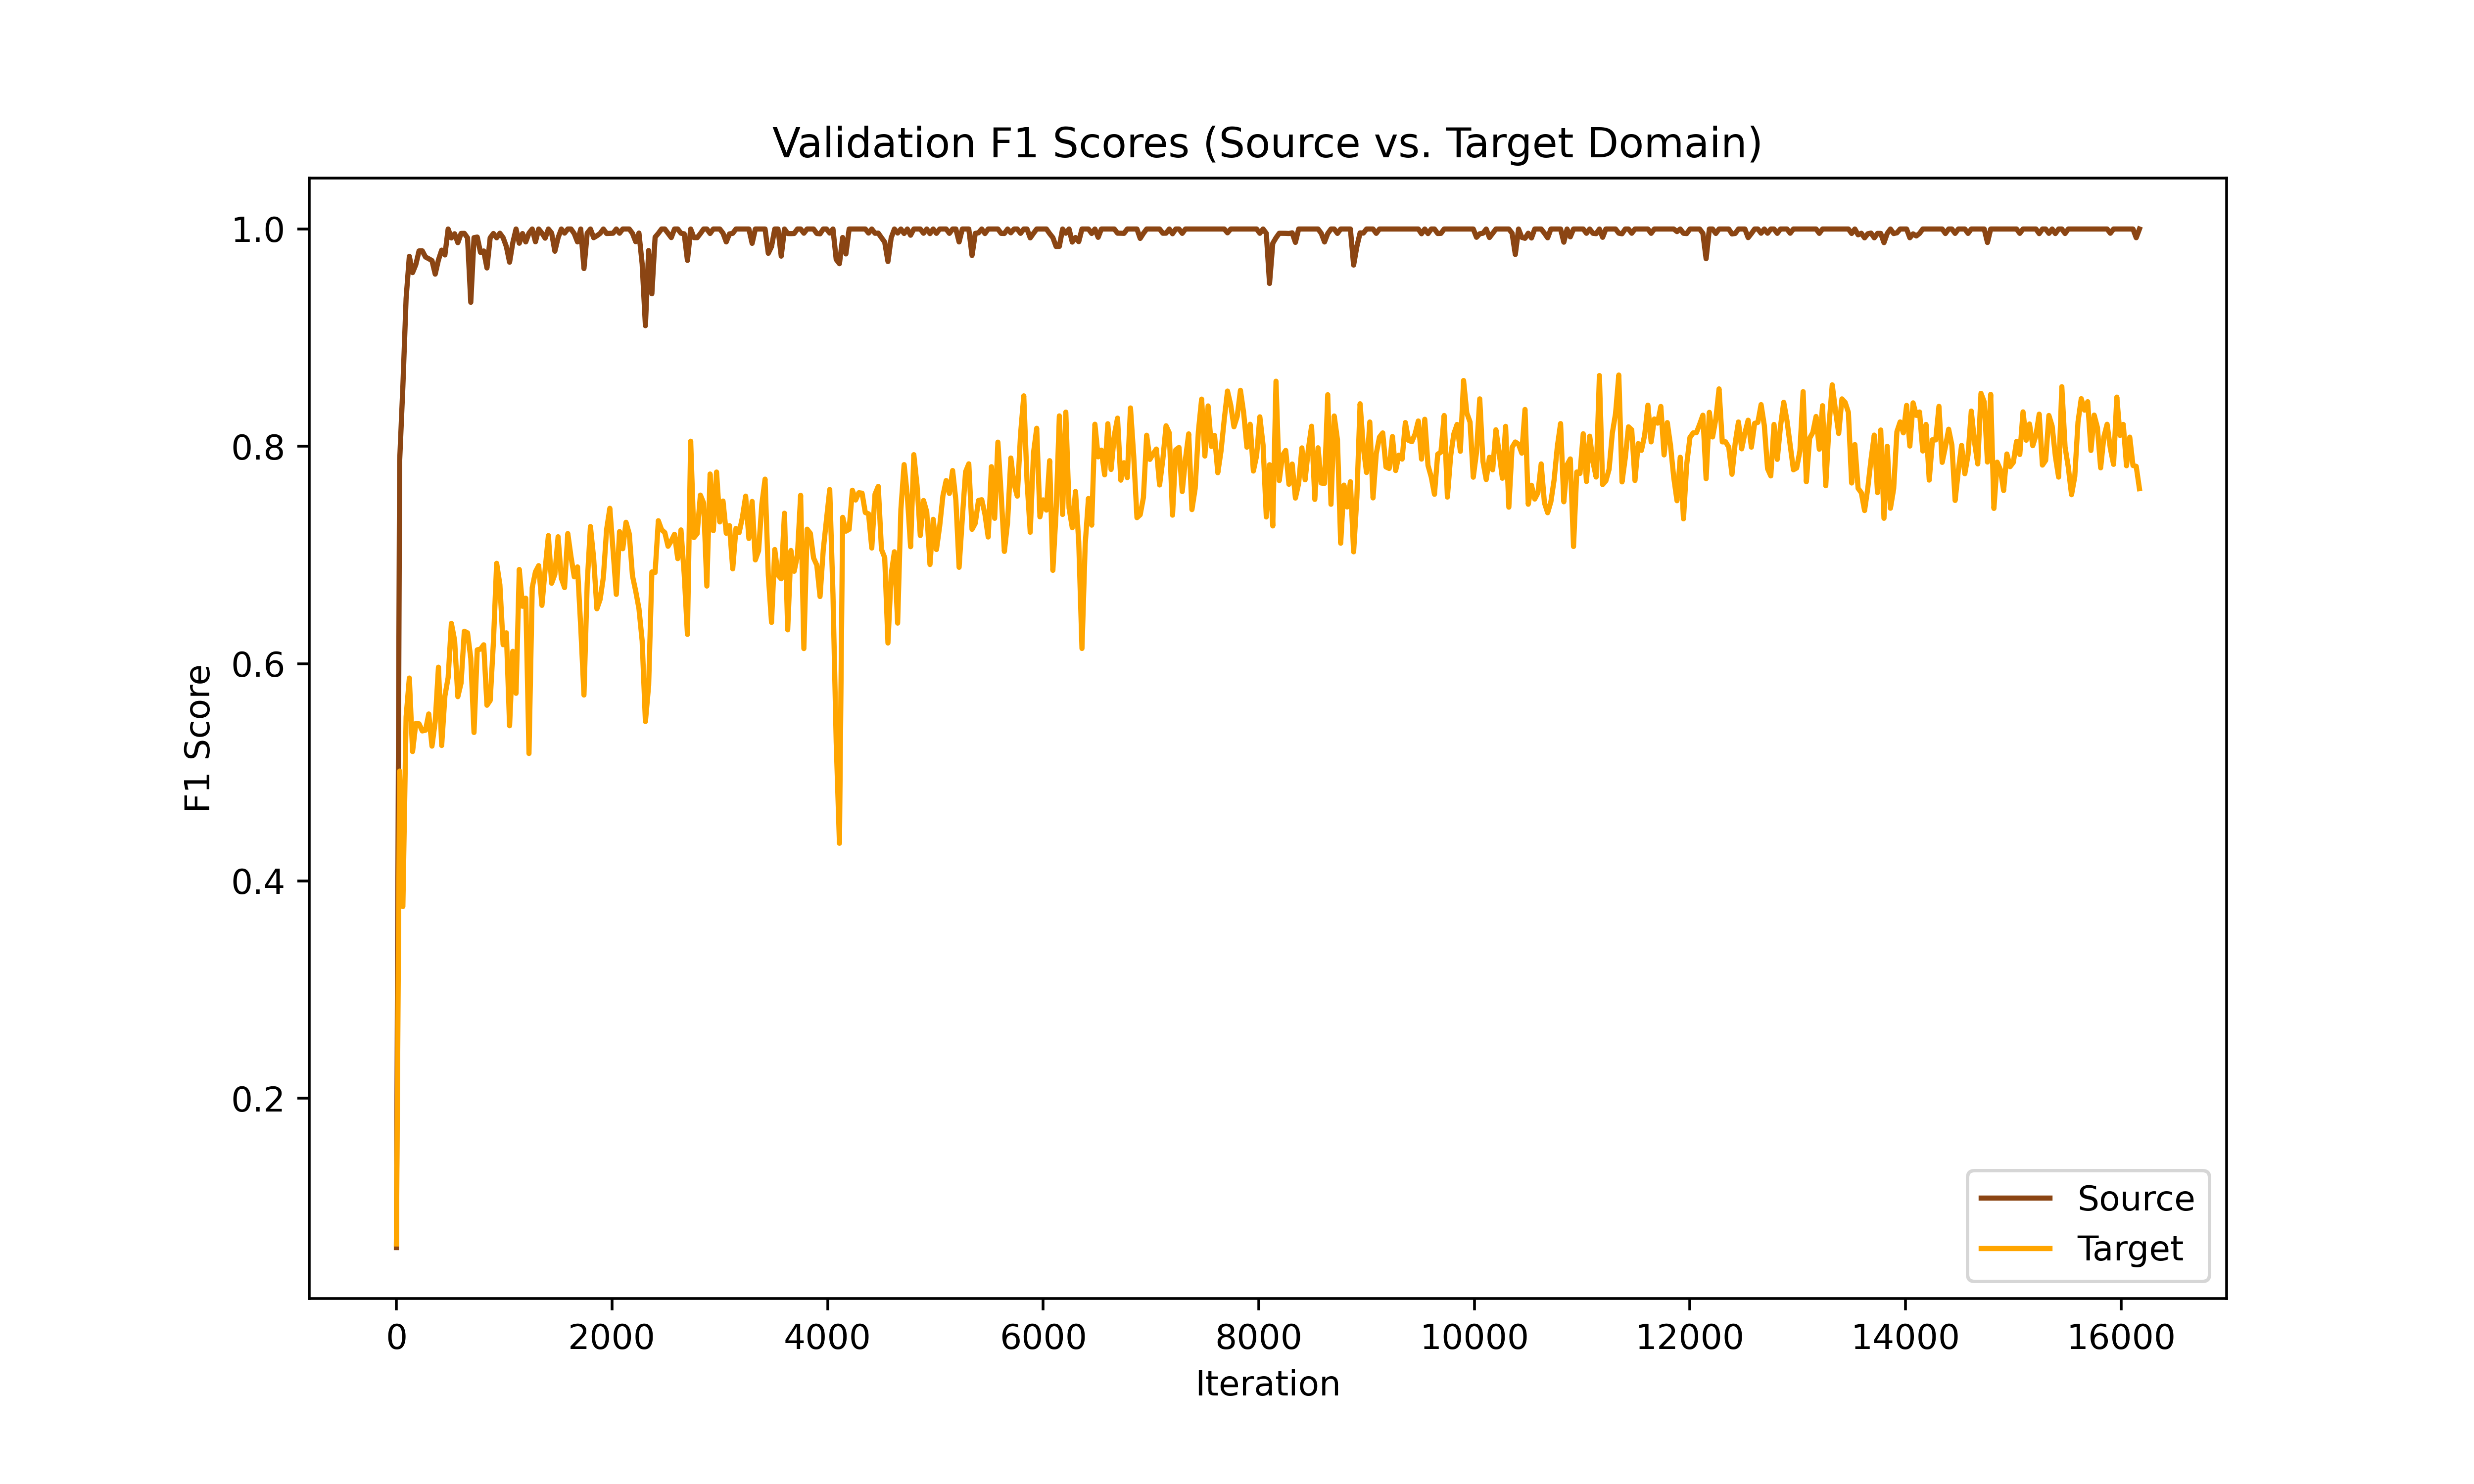 Validation F1 Scores (Source vs. Target Domain)
1.0
0.8
0.6
0.4
0.2
F1 Score
0 2000 4000 6000 8000 10000 12000 14000 16000
Iteration
Source
Target